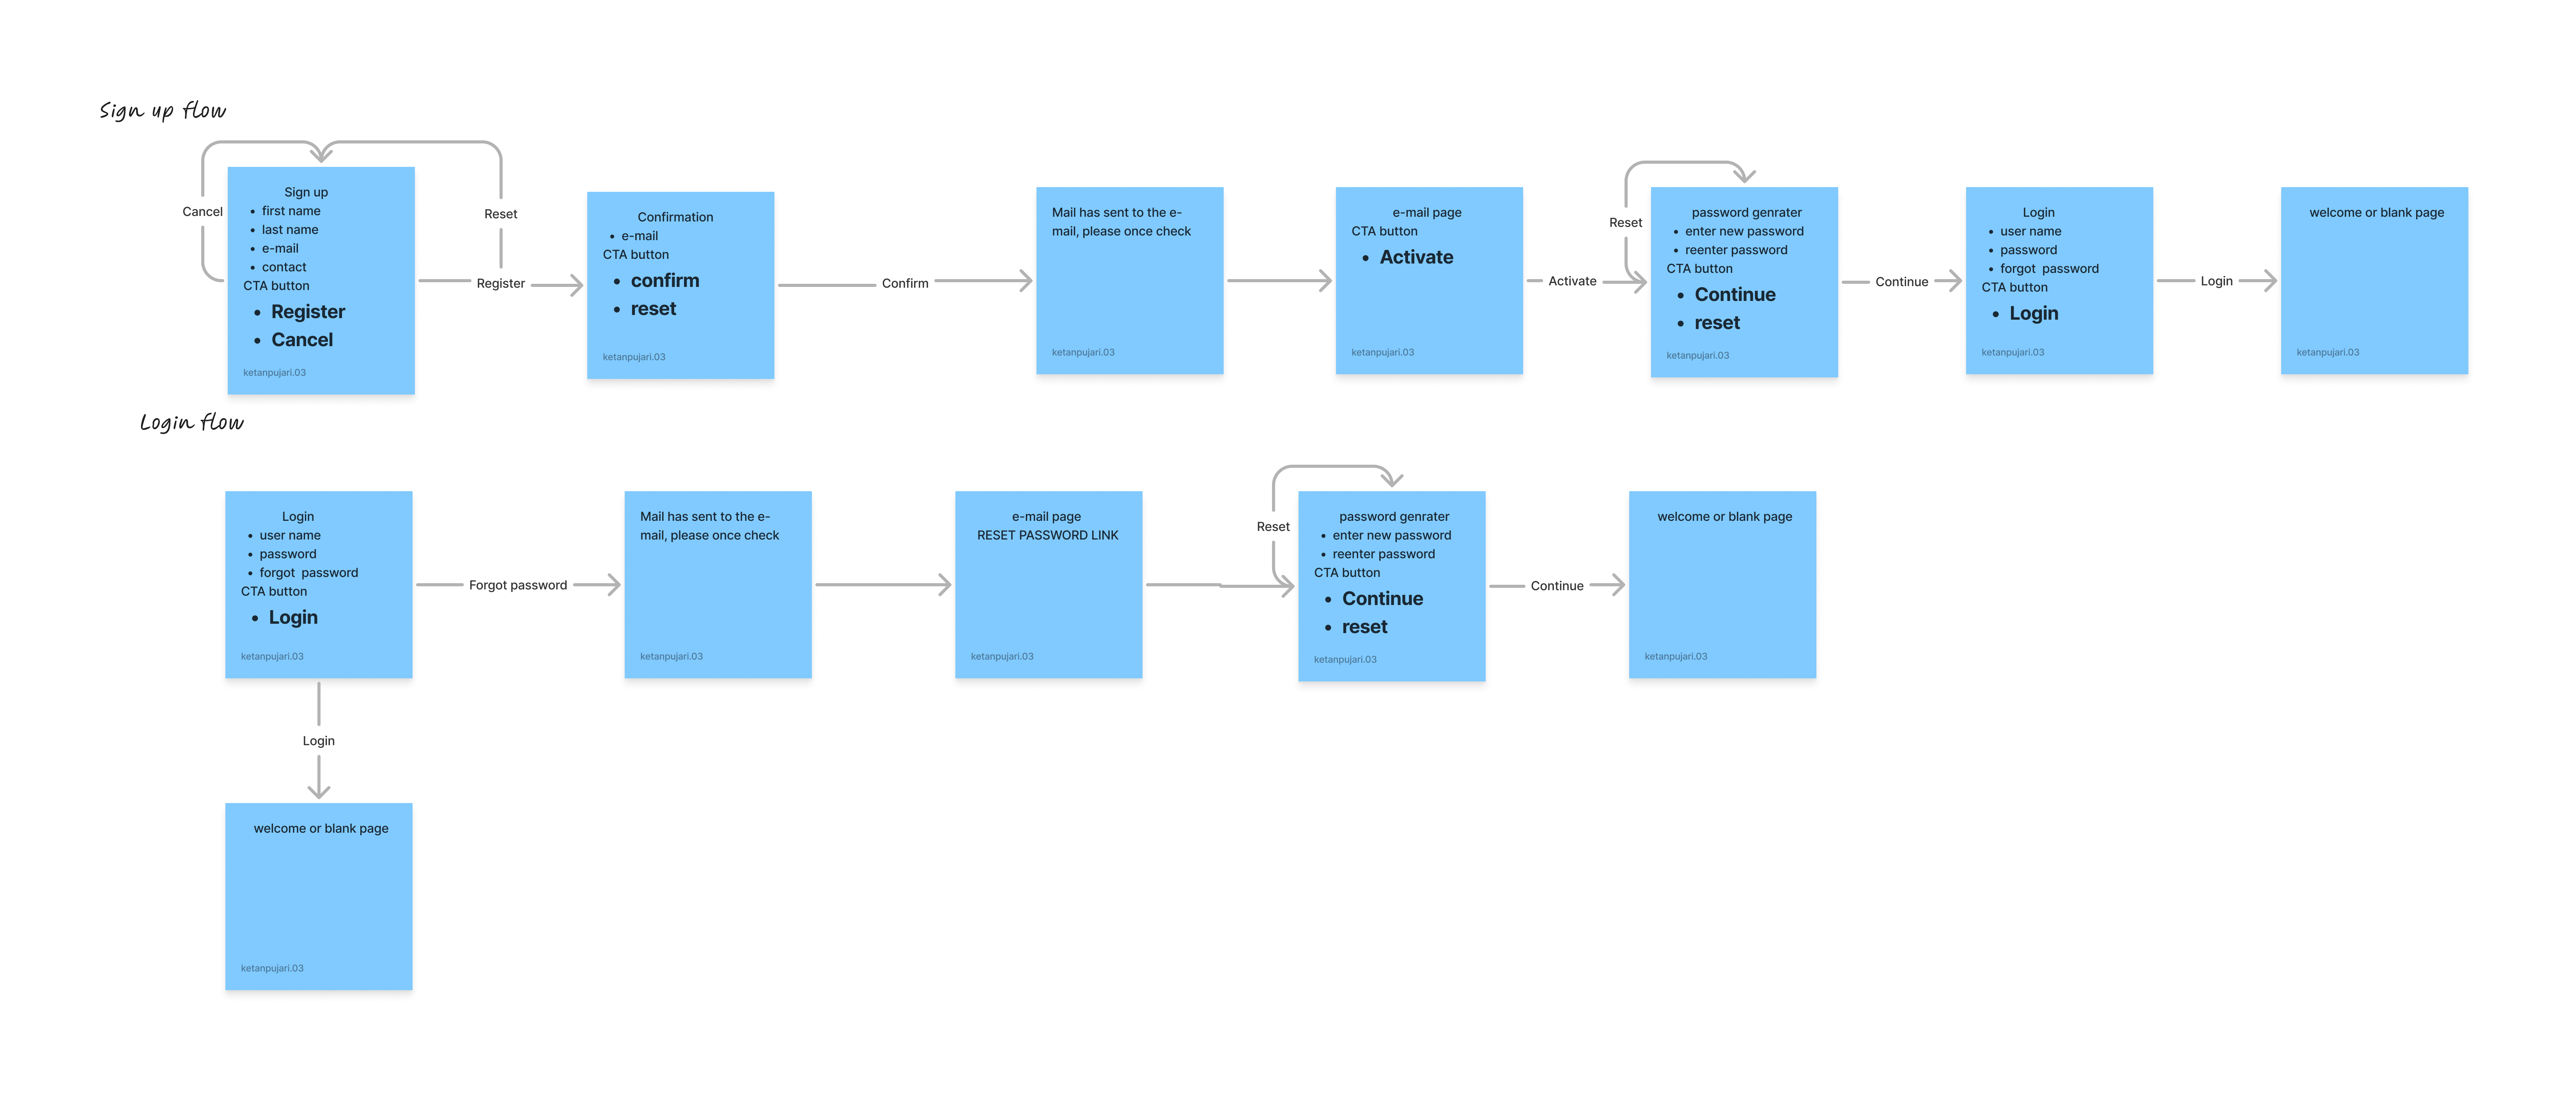 Sign up flow
Cancel
Sign up
first name
last name
e-mail
contact
CTA button
Register
Cancel
ketanpujari.03
Reset
Register
Confirmation
e-mail
CTA button
confirm
reset
ketanpujari.03
Confirm
Mail has sent to the e-
mail, please once check
ketanpujari.03
e-mail page
CTA button
Activate
ketanpujari.03
Activate
Reset
password genrater
enter new password
reenter password
CTA button
Continue
reset
ketanpujari.03
Continue
Login
user name
password
forgot  password
CTA button
Login
ketanpujari.03
Login
welcome or blank page
ketanpujari.03
Login flow
Login
user name
password
forgot  password
CTA button
Login
ketanpujari.03
Forgot password
Mail has sent to the e-
mail, please once check
ketanpujari.03
e-mail page
RESET PASSWORD LINK
ketanpujari.03
Reset
password genrater
enter new password
reenter password
CTA button
Continue
reset
ketanpujari.03
Continue
welcome or blank page
ketanpujari.03
Login
welcome or blank page
ketanpujari.03